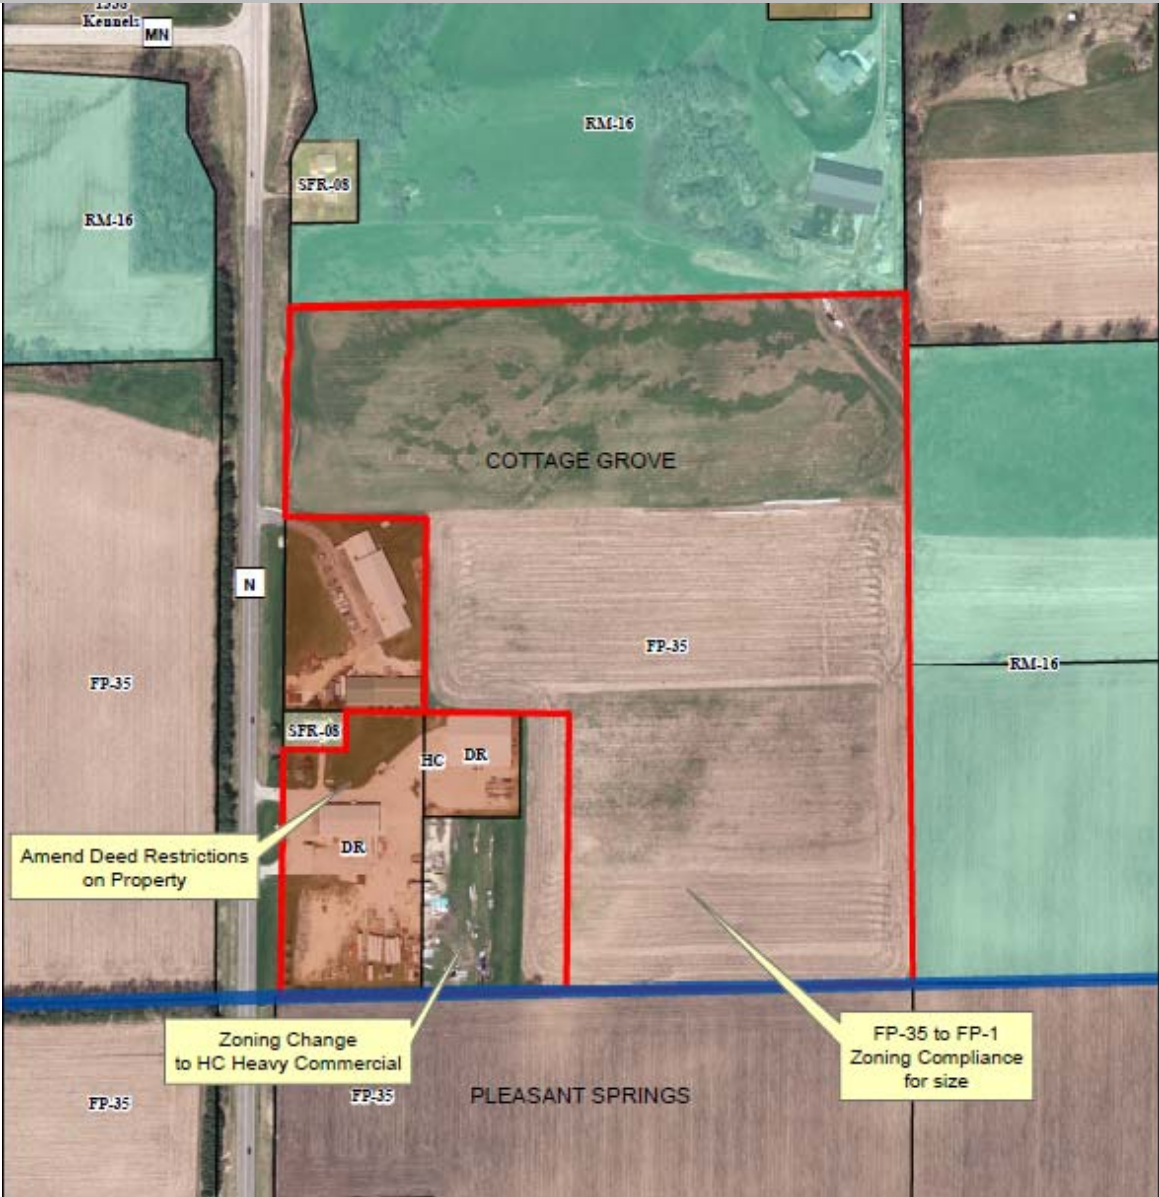 Kennels
MN
RM-16
SFR-08
RM-16
COTTAGE GROVE
N
FP-35
FP-35
RM-16
SFR-08
HC
DR
DR
Amend Deed Restrictions
on Property
Zoning Change
to HC Heavy Commercial
FP-35 to FP-1
Zoning Compliance
for size
FP-35
FP-35
PLEASANT SPRINGS